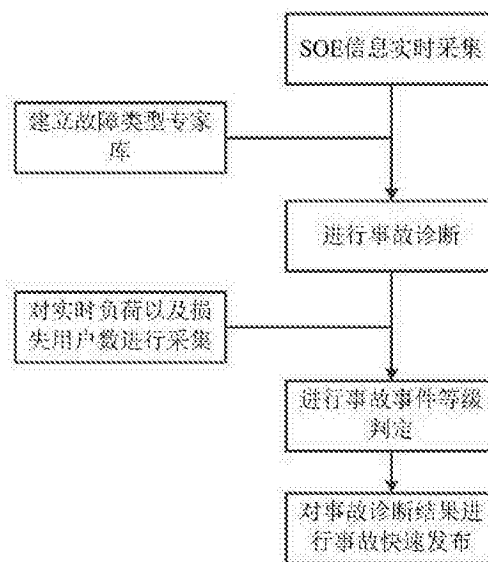 SOE信息实时采集
建立故障类型专家
库
进行事故诊断
对实时负荷以及损
失用户数进行采集
进行事故事件等级
判定
对事故诊断结果进
行事故快速发布